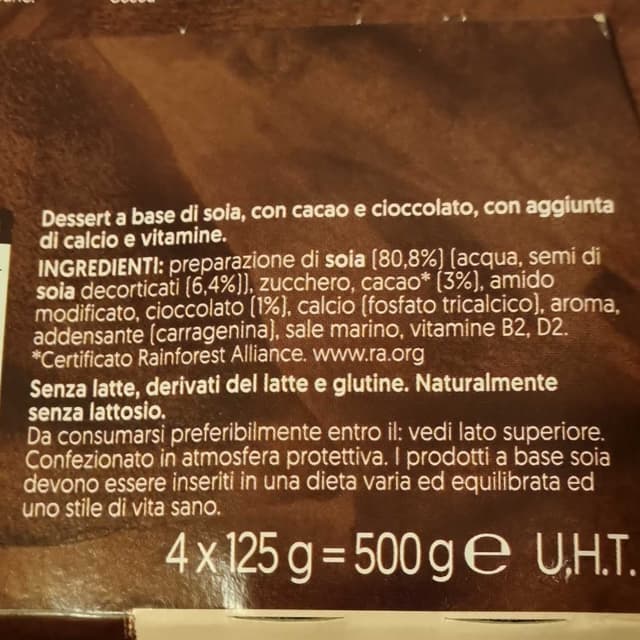 Dessert a base di soia, con cacao e cioccolato, con aggiunta
di calcio e vitamine.
INGREDIENTI: preparazione di soia (80,8%) (acqua, semi di
soia decorticati (6,4%)), zucchero, cacao* (3%), amido
modificato, cioccolato (1%), calcio (fosfato tricalcico), aroma,
addensante (carragenina), sale marino, vitamine B2, D2.
*Certificato Rainforest Alliance. www.ra.org
Senza latte, derivati del latte e glutine. Naturalmente
senza lattosio.
Da consumarsi preferibilmente entro il: vedi lato superiore.
Confezionato in atmosfera protettiva. I prodotti a base soia
devono essere inseriti in una dieta varia ed equilibrata ed
uno stile di vita sano.
4 x 125 g = 500 g e U.H.T.